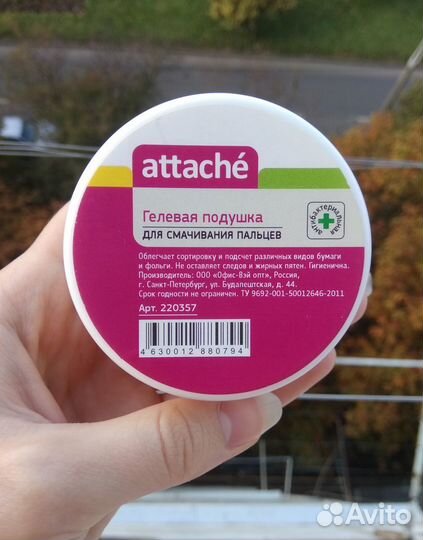 attaché
Гелевая подушка
ДЛЯ СМАЧИВАНИЯ ПАЛЬЦЕВ
антибактериальная
Облегчает сортировку и подсчет различных видов бумаги
и фольги. Не оставляет следов и жирных пятен. Гигиенична.
Производитель: ООО «Офис-Вэй опт», Россия,
г. Санкт-Петербург, ул. Будапештская, д. 44.
Срок годности не ограничен. ТУ 9692-001-50012646-2011
Арт. 220357
4 630012 880794
Avito